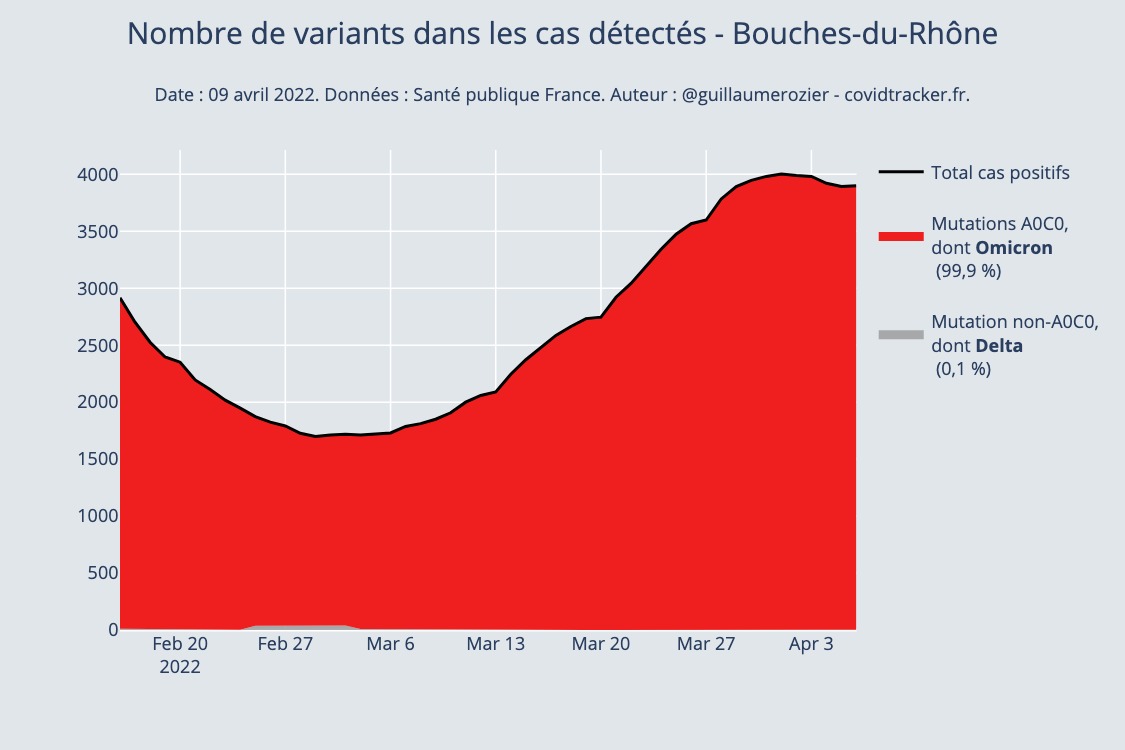 Nombre de variants dans les cas détectés - Bouches-du-Rhône
Date : 09 avril 2022. Données : Santé publique France. Auteur : @guillaumerozier - covidtracker.fr.
4000
3500
3000
2500
2000
1500
1000
500
0
Feb 20 Feb 27 Mar 6 Mar 13 Mar 20 Mar 27 Apr 3
2022
Total cas positifs
Mutations A0C0,
dont Omicron
(99,9 %)
Mutation non-A0C0,
dont Delta
(0,1 %)